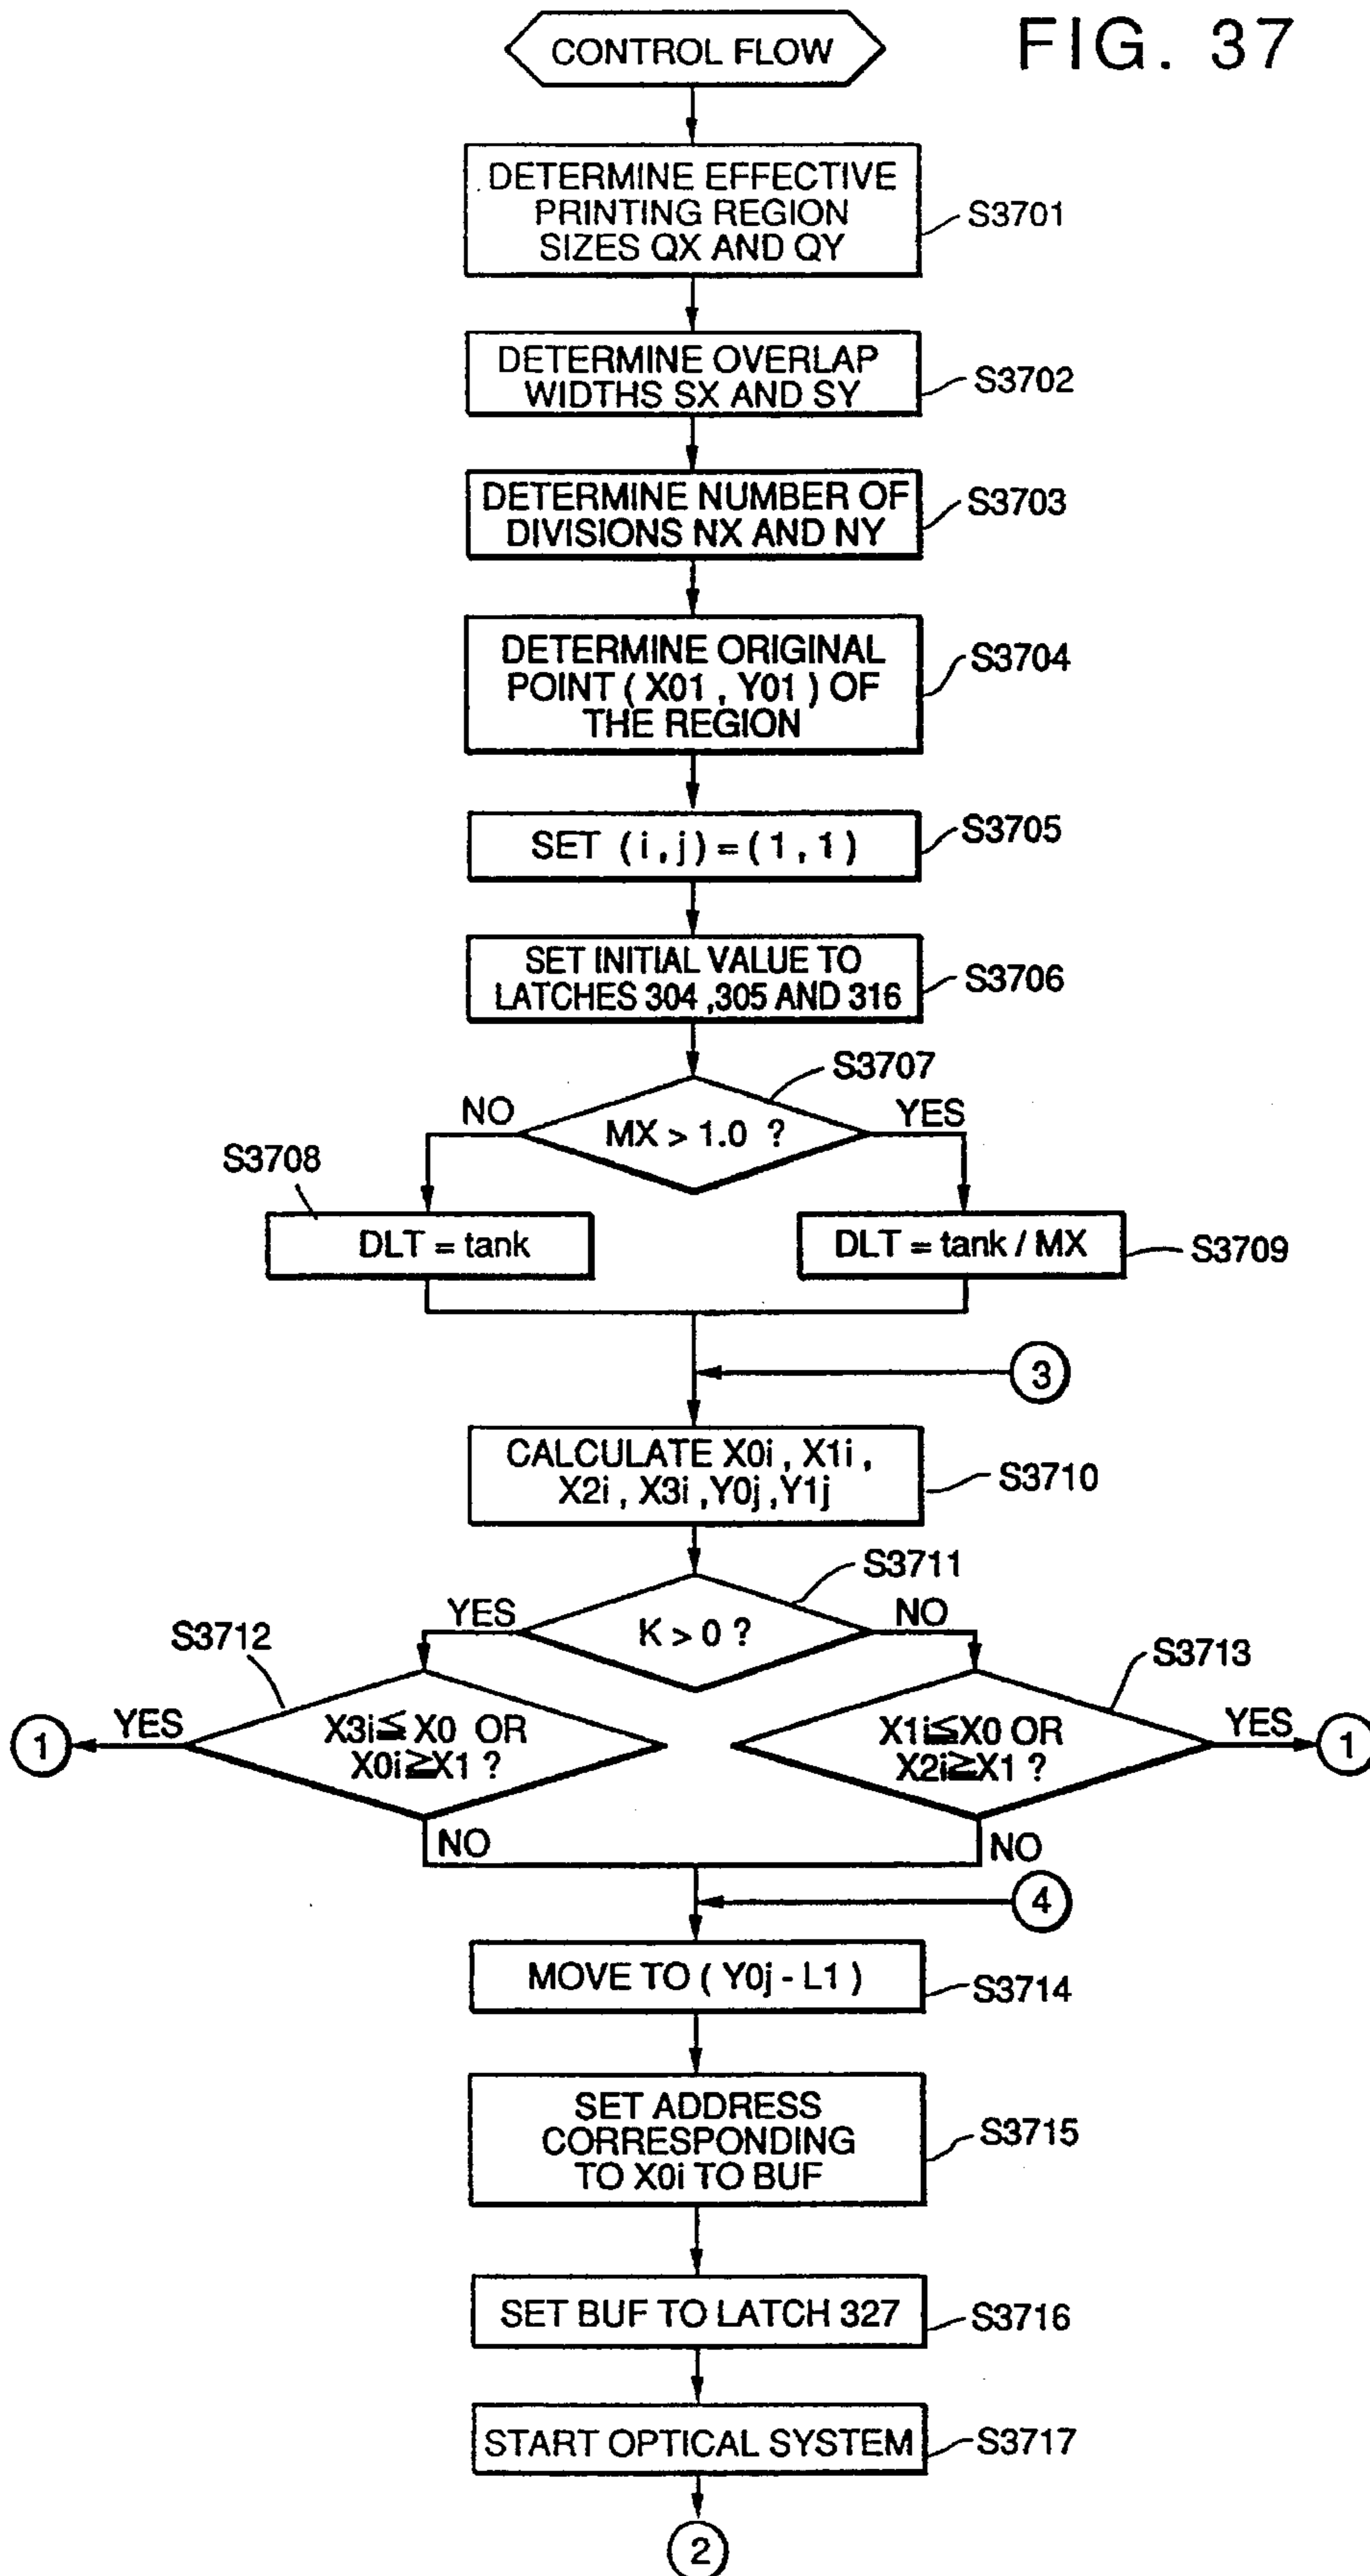 FIG. 37
CONTROL FLOW
DETERMINE EFFECTIVE
PRINTING REGION
SIZES QX AND QY
S3701
DETERMINE OVERLAP
WIDTHS SX AND SY
S3702
DETERMINE NUMBER OF
DIVISIONS NX AND NY
S3703
DETERMINE ORIGINAL
POINT ( X01 , Y01 ) OF
THE REGION
S3704
SET (i , j ) = ( 1 , 1 )
S3705
SET INITIAL VALUE TO
LATCHES 304 ,305 AND 316
S3706
S3707
NO
MX > 1.0 ?
YES
S3708
DLT = tank
DLT = tank / MX
S3709
3
CALCULATE X0i , X1i ,
X2i , X3i ,Y0j ,Y1j
S3710
S3711
YES
K > 0 ?
NO
S3712
S3713
1
YES
X3i≦ X0 OR
X0i≧X1 ?
X1i≦X0 OR
X2i≧X1 ?
YES
1
NO
NO
4
MOVE TO ( Y0j - L1 )
S3714
SET ADDRESS
CORRESPONDING
TO X0i TO BUF
S3715
SET BUF TO LATCH 327
S3716
START OPTICAL SYSTEM
S3717
2